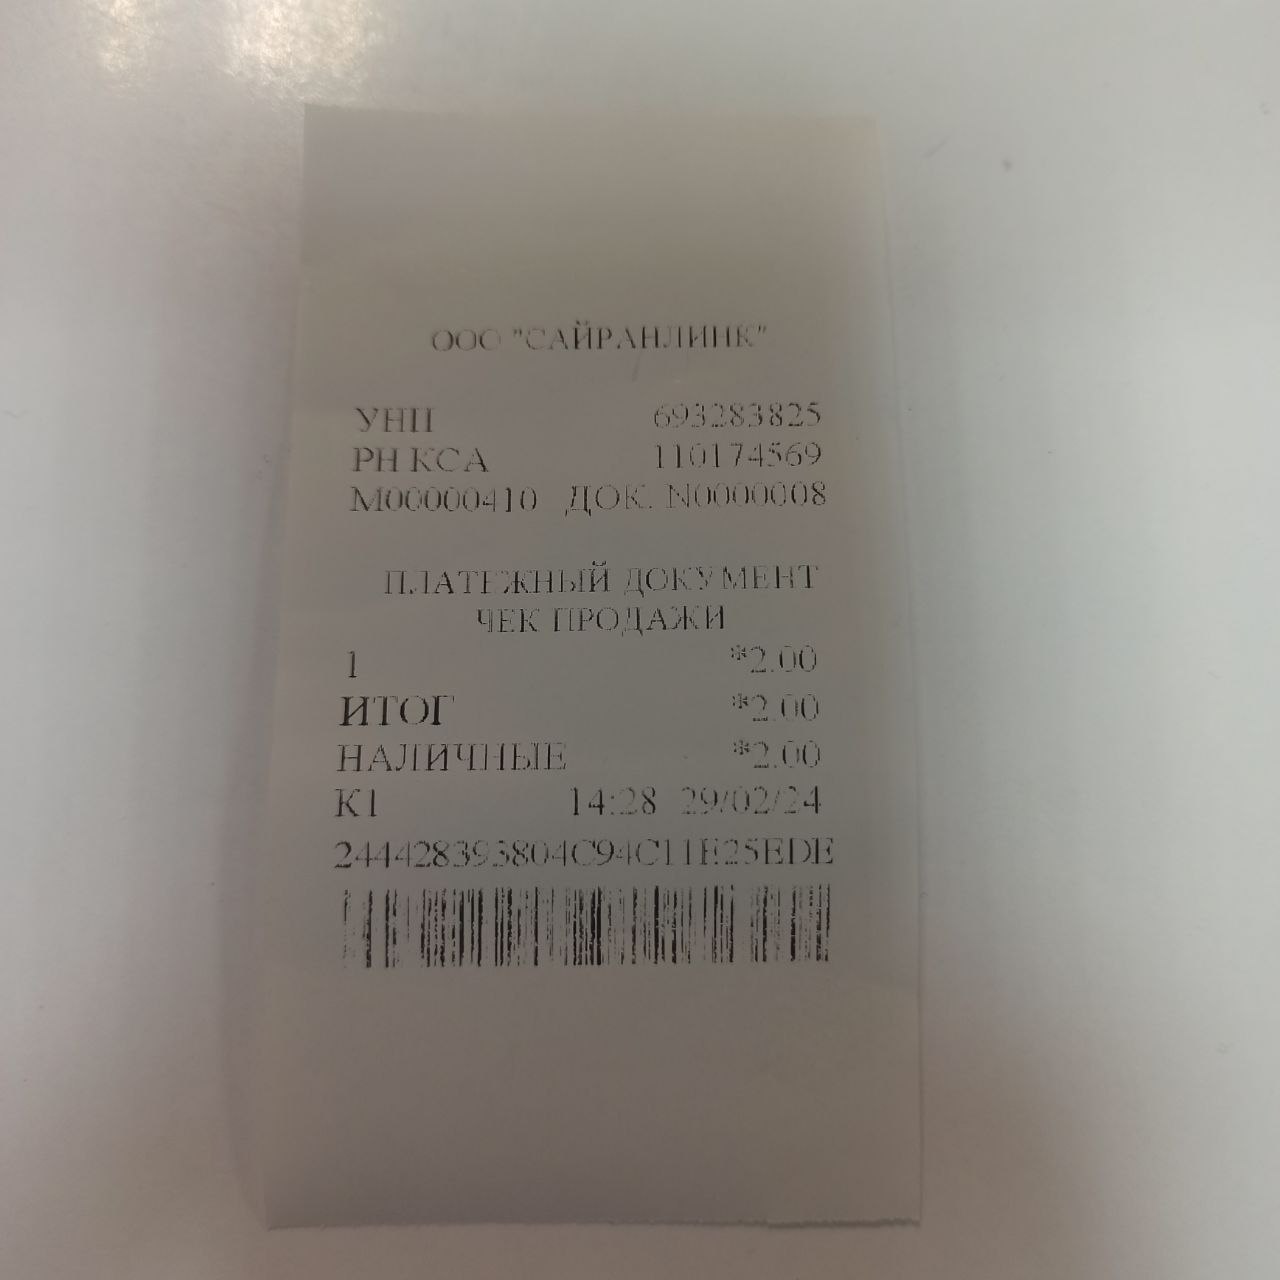 ООО "САЙРАНЛИНК"
УНП 693283825
РН КСА 110174569
М00000410 ДОК. N0000008
ПЛАТЕЖНЫЙ ДОКУМЕНТ
ЧЕК ПРОДАЖИ
1 *2.00
ИТОГ *2.00
НАЛИЧНЫЕ *2.00
К1 14:28 29/02/24
244428393804C94C11E25EDE